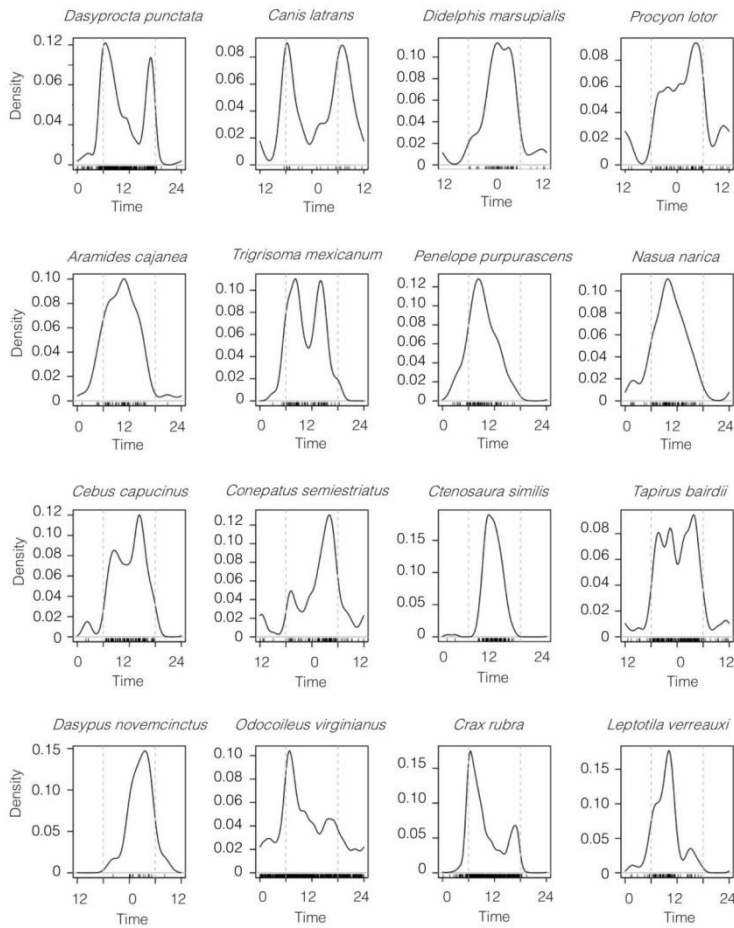 Dasyprocta punctata
Density
0.12
0.06
0.04
0
0 12 24
Time
Canis latrans
0.08
0.06
0.04
0.02
0
12 0 12
Time
Didelphis marsupialis
0.10
0.08
0.06
0.04
0.02
0
12 0 12
Time
Procyon lotor
0.08
0.06
0.04
0.02
0
12 0 12
Time
Aramides cajanea
Density
0.10
0.08
0.06
0.04
0.02
0
0 12 24
Time
Trigrisoma mexicanum
0.10
0.08
0.06
0.04
0.02
0
0 12 24
Time
Penelope purpurascens
0.12
0.10
0.08
0.06
0.04
0.02
0
0 12 24
Time
Nasua narica
0.10
0.08
0.06
0.04
0.02
0
0 12 24
Time
Cebus capucinus
Density
0.12
0.10
0.08
0.06
0.04
0.02
0
0 12 24
Time
Conepatus semiestriatus
0.12
0.10
0.08
0.06
0.04
0.02
0
12 0 12
Time
Ctenosaura similis
0.15
0.10
0.05
0
0 12 24
Time
Tapirus bairdii
0.08
0.06
0.04
0.02
0
12 0 12
Time
Dasypus novemcinctus
Density
0.15
0.10
0.05
0
12 0 12
Time
Odocoileus virginianus
0.10
0.08
0.06
0.04
0.02
0
0 12 24
Time
Crax rubra
0.15
0.10
0.05
0
0 12 24
Time
Leptotila verreauxi
0.15
0.10
0.05
0
0 12 24
Time